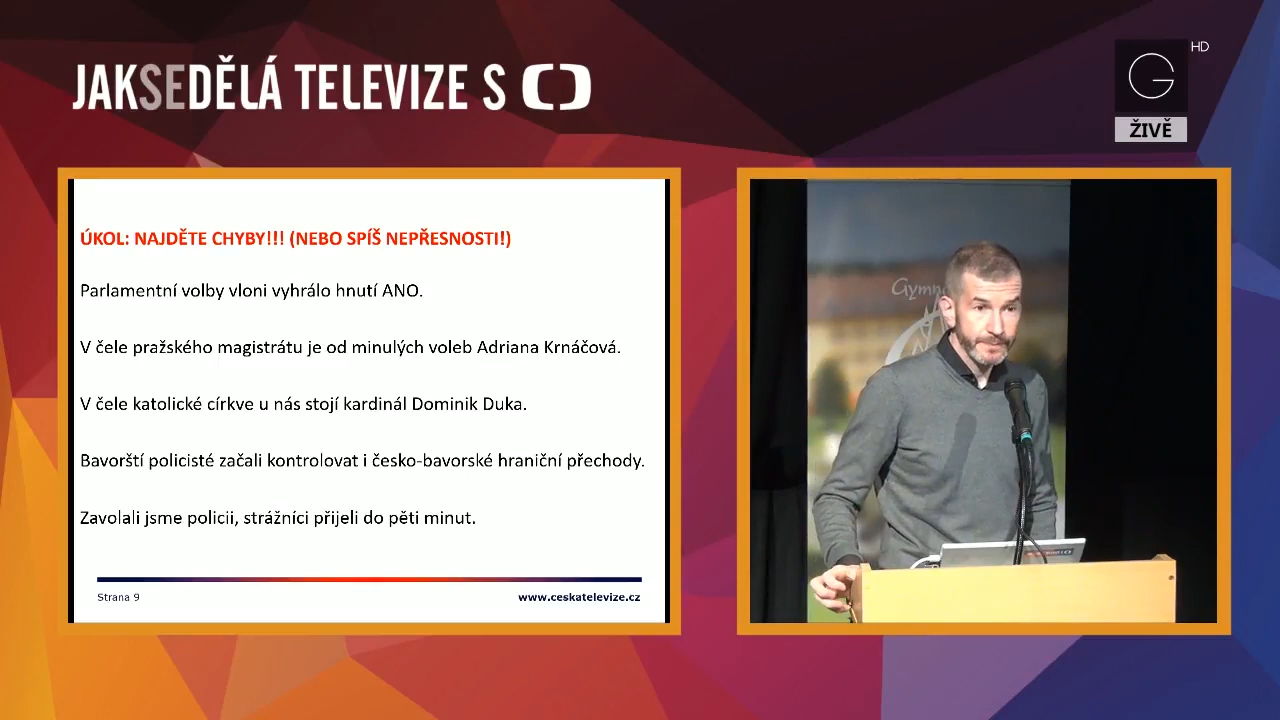 JAKSEDĚLÁ TELEVIZE S
HD
G
ŽIVĚ
ÚKOL: NAJDĚTE CHYBY!!! (NEBO SPÍŠ NEPŘESNOSTI!)
Parlamentní volby vloni vyhrálo hnutí ANO.
V čele pražského magistrátu je od minulých voleb Adriana Krnáčová.
V čele katolické církve u nás stojí kardinál Dominik Duka.
Bavorští policisté začali kontrolovat i česko-bavorské hraniční přechody.
Zavolali jsme policii, strážníci přijeli do pěti minut.
Strana 9
www.ceskatelevize.cz
Gymn